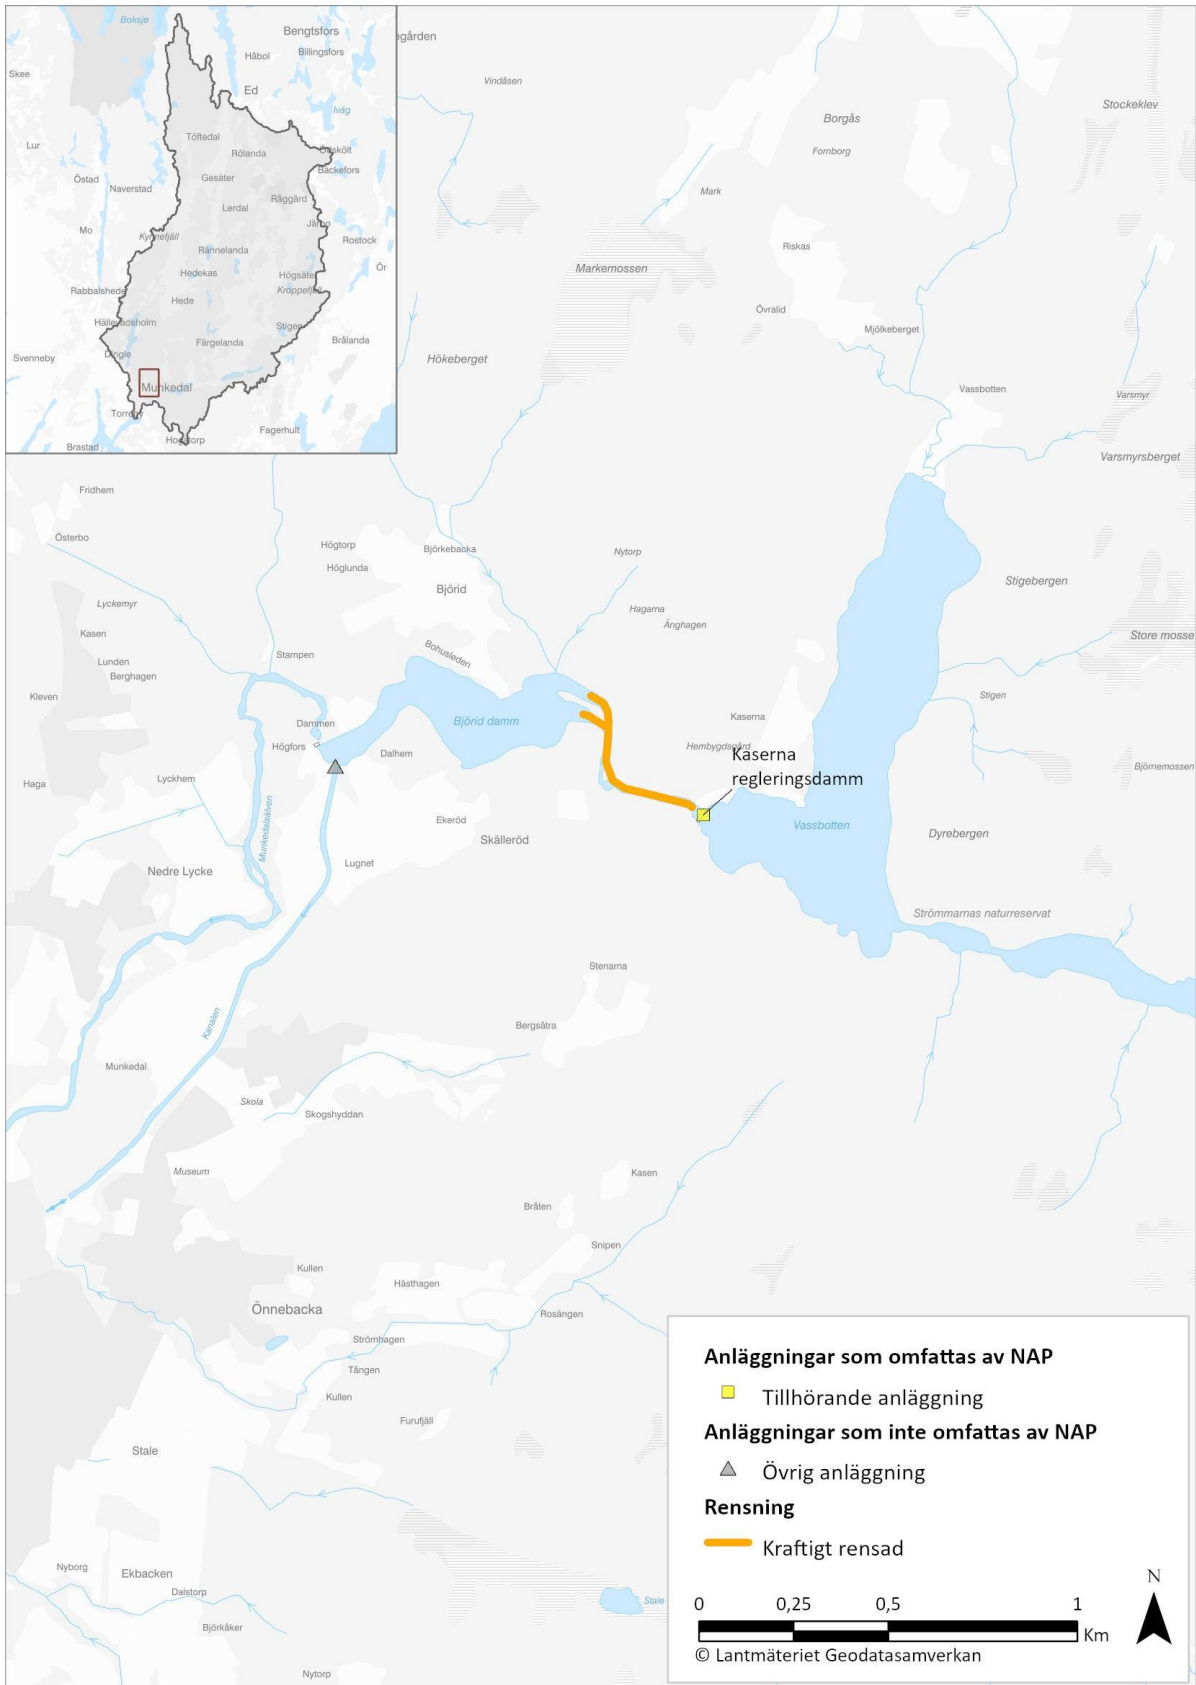 Boksjø
Bengtsfors
Billingsfors
Håbol
Skee
Ed
Iväg
Töftedal
Lur
Rölanda
Ödskölt
Bäckefors
Östad
Gesäter
Naverstad
Råggärd
Lerdal
Järbo
Mo
Kynnefjäll
Rostock
Rännelanda
Ör
Hedekas
Högsäter
Rabbalshede
Kroppefjäll
Hede
Hällevadsholm
Stigen
Dingle
Färgelanda
Brålanda
Svenneby
Munkedal
Torreby
Fagerhult
Brastad
Hogstorp
egården
Vindåsen
Stockeklev
Borgås
Fornborg
Mark
Riskas
Markemossen
Övralid
Mjölkeberget
Hökeberget
Vassbotten
Varsmyr
Varsmyrsberget
Fridhem
Österbo
Högtorp
Björkebacka
Nytorp
Höglunda
Stigebergen
Björid
Lyckemyr
Hagarna
Änghagen
Kasen
Store mosse
Stampen
Bohusleden
Lunden
Berghagen
Kleven
Stigen
Dammen
Björid damm
Kaserna
Högfors
Dalhem
Hembygdsgård
Kaserna
regleringsdamm
Björnemossen
Haga
Lyckhem
Munkedalsälven
Ekeröd
Skälleröd
Vassbotten
Dyrebergen
Nedre Lycke
Lugnet
Strömmarnas naturreservat
Stenarna
Kanalen
Bergsätra
Munkedal
Skola
Skogshyddan
Museum
Kasen
Bråten
Snipen
Kullen
Hästhagen
Önnebacka
Rosängen
Strömhagen
Tången
Kullen
Furufjäll
Stale
Nyborg
Ekbacken
Dalstorp
Stale
Björkåker
Nytorp
Anläggningar som omfattas av NAP
Tillhörande anläggning
Anläggningar som inte omfattas av NAP
Övrig anläggning
Rensning
Kraftigt rensad
N
0 0,25 0,5 1
Km
© Lantmäteriet Geodatasamverkan